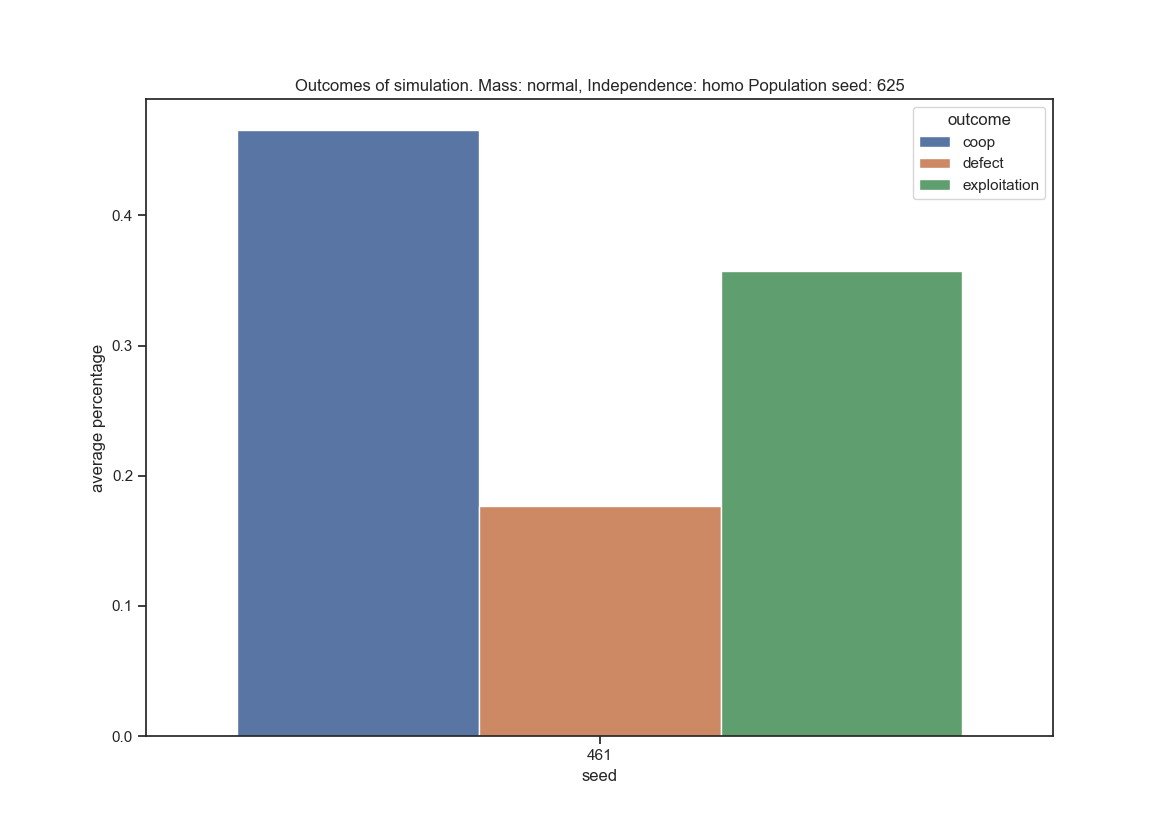 Outcomes of simulation. Mass: normal, Independence: homo Population seed: 625
outcome
coop
defect
exploitation
average percentage
0.4
0.3
0.2
0.1
0.0
461
seed